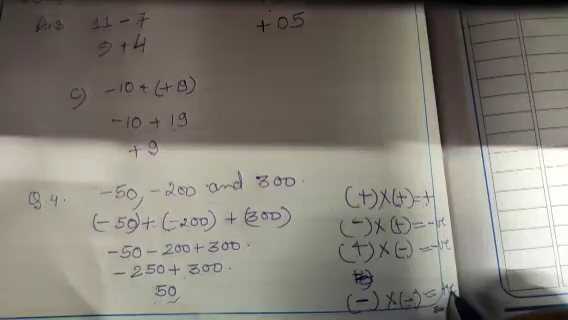 Ans 11 - 7
⇒ +4
+ 05
c) -10 + (+19)
-10 + 19
+ 9
Q.4. -50, -200 and 300.
(-50) + (-200) + (300)
-50 - 200 + 300.
-250 + 300.
50
(+) X (+) = +
(-) X (+) = -ve
(+) X (-) = -ve
(-) X (-) = +ve